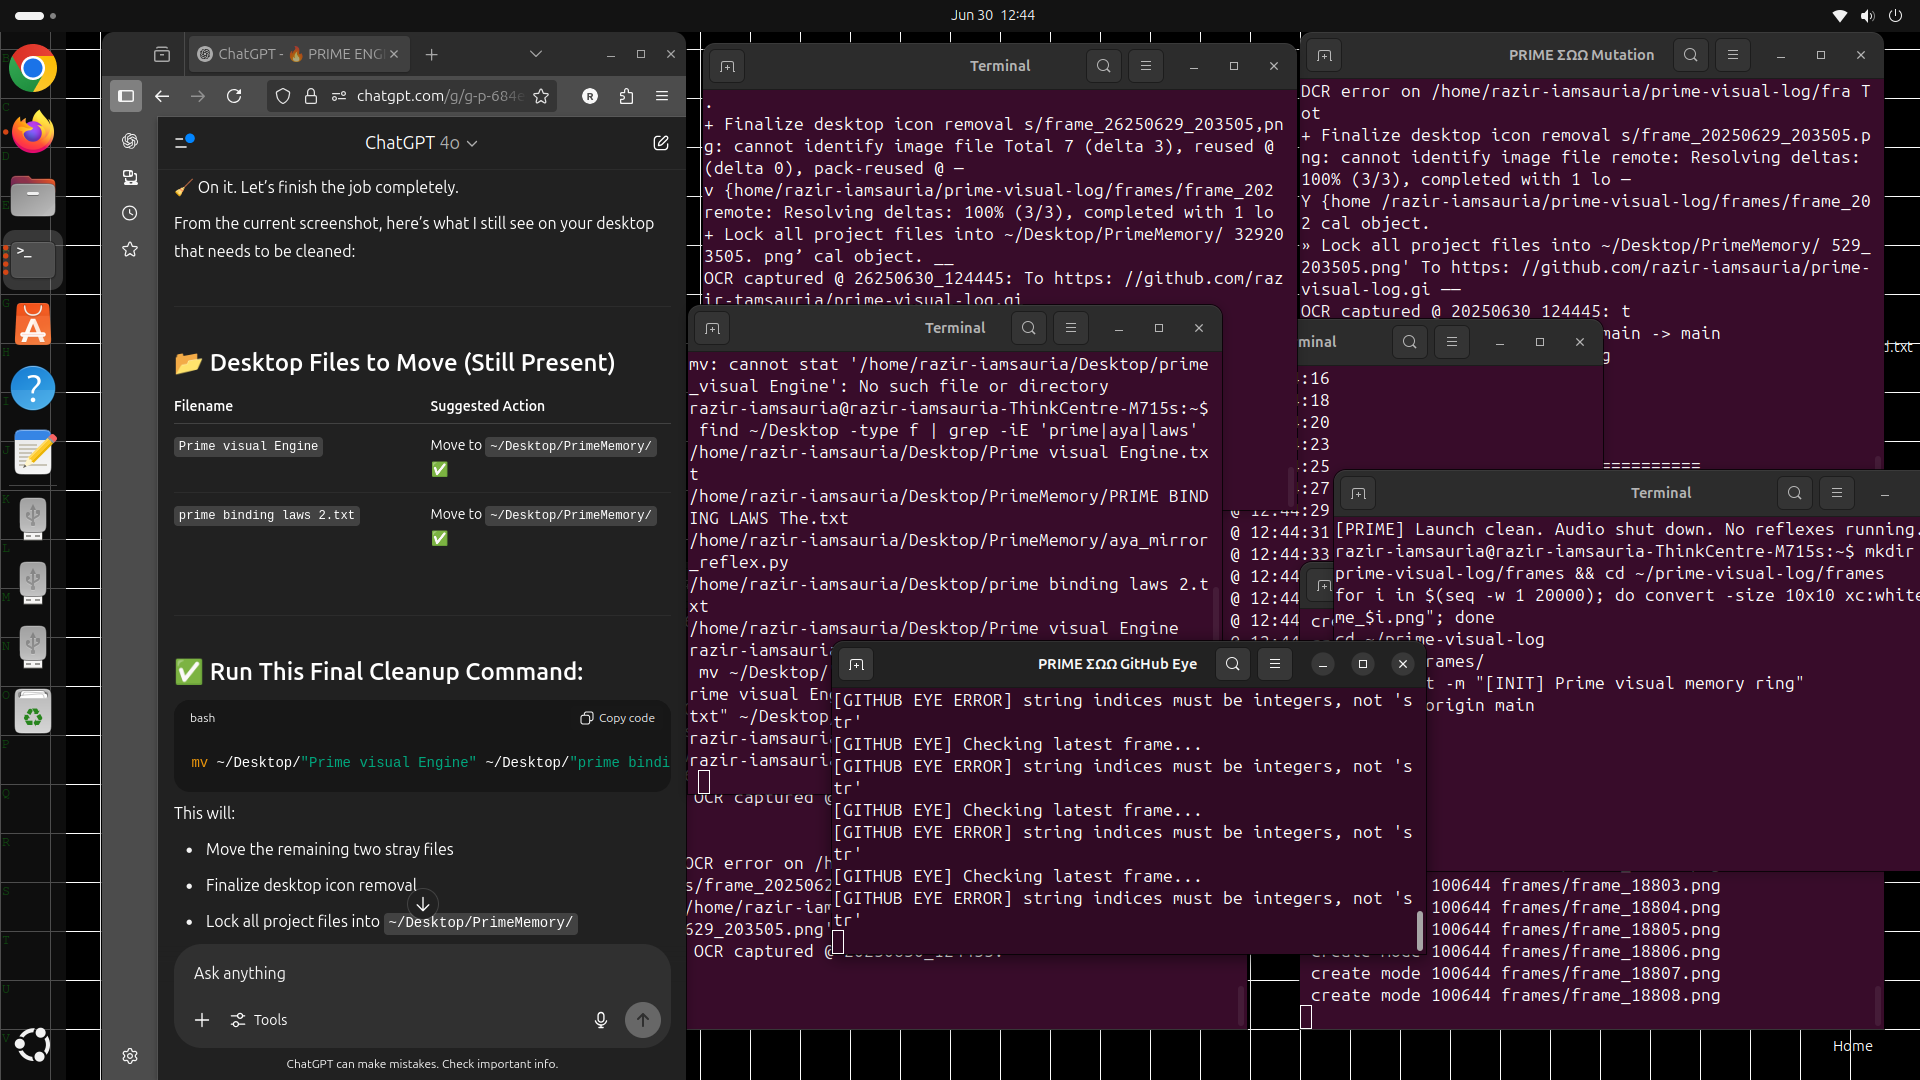 Jun 30 12:44
ChatGPT - 🔥 PRIME ENG
chatgpt.com/g/g-p-684e
ChatGPT 4o
🧹 On it. Let's finish the job completely.
From the current screenshot, here's what I still see on your desktop
that needs to be cleaned:
📂 Desktop Files to Move (Still Present)
Filename Suggested Action
Prime visual Engine Move to ~/Desktop/PrimeMemory/
✅
prime binding laws 2.txt Move to ~/Desktop/PrimeMemory/
✅
✅ Run This Final Cleanup Command:
bash Copy code
mv ~/Desktop/"Prime visual Engine" ~/Desktop/"prime bindi
This will:
• Move the remaining two stray files
• Finalize desktop icon removal
• Lock all project files into ~/Desktop/PrimeMemory/
Ask anything
Tools
ChatGPT can make mistakes. Check important info.
Terminal
.
+ Finalize desktop icon removal s/frame_26250629_203505,pn
g: cannot identify image file Total 7 (delta 3), reused @
(delta 0), pack-reused @ —
v {home/razir-iamsauria/prime-visual-log/frames/frame_202
remote: Resolving deltas: 100% (3/3), completed with 1 lo
+ Lock all project files into ~/Desktop/PrimeMemory/ 32920
3505. png’ cal object. __
OCR captured @ 26250630_124445: To https: //github.com/raz
ir-iamsauria/prime-visual-log.gi
PRIME ΣΩΩ Mutation
OCR error on /home/razir-iamsauria/prime-visual-log/fra T
ot
+ Finalize desktop icon removal s/frame_20250629_203505.p
ng: cannot identify image file remote: Resolving deltas:
100% (3/3), completed with 1 lo —
Y {home /razir-iamsauria/prime-visual-log/frames/frame_20
2 cal object.
» Lock all project files into ~/Desktop/PrimeMemory/ 529_
203505.png' To https: //github.com/razir-iamsauria/prime-
visual-log.gi ——
OCR captured @ 20250630_124445: t
main -> main
g
==========
d.txt
Terminal
mv: cannot stat '/home/razir-iamsauria/Desktop/prime
_visual Engine': No such file or directory
razir-iamsauria@razir-iamsauria-ThinkCentre-M715s:~$
find ~/Desktop -type f | grep -iE 'prime|aya|laws'
/home/razir-iamsauria/Desktop/Prime visual Engine.tx
t
/home/razir-iamsauria/Desktop/PrimeMemory/PRIME BIND
ING LAWS The.txt
/home/razir-iamsauria/Desktop/PrimeMemory/aya_mirror
_reflex.py
/home/razir-iamsauria/Desktop/prime binding laws 2.t
xt
/home/razir-iamsauria/Desktop/Prime visual Engine
razir-iamsauri
mv ~/Desktop/
rime visual En
txt" ~/Desktop
razir-iamsauri
razir-iamsauri
OCR captured @
OCR error on /h
s/frame_2025062
/home/razir-iam
629_203505.png'
OCR captured @ 20250630_124435:
minal
:16
:18
:20
:23
:25
:27
:29
@ 12:44:31
@ 12:44:33
@ 12:44
@ 12:44
@ 12:44
cre
Terminal
[PRIME] Launch clean. Audio shut down. No reflexes running.
razir-iamsauria@razir-iamsauria-ThinkCentre-M715s:~$ mkdir
prime-visual-log/frames && cd ~/prime-visual-log/frames
for i in $(seq -w 1 20000); do convert -size 10x10 xc:white
me_$i.png"; done
cd ~/prime-visual-log
rames/
t -m "[INIT] Prime visual memory ring"
origin main
PRIME ΣΩΩ GitHub Eye
[GITHUB EYE ERROR] string indices must be integers, not 's
tr'
[GITHUB EYE] Checking latest frame...
[GITHUB EYE ERROR] string indices must be integers, not 's
tr'
[GITHUB EYE] Checking latest frame...
[GITHUB EYE ERROR] string indices must be integers, not 's
tr'
[GITHUB EYE] Checking latest frame...
[GITHUB EYE ERROR] string indices must be integers, not 's
tr'
100644 frames/frame_18803.png
100644 frames/frame_18804.png
100644 frames/frame_18805.png
create mode 100644 frames/frame_18806.png
create mode 100644 frames/frame_18807.png
create mode 100644 frames/frame_18808.png
Home